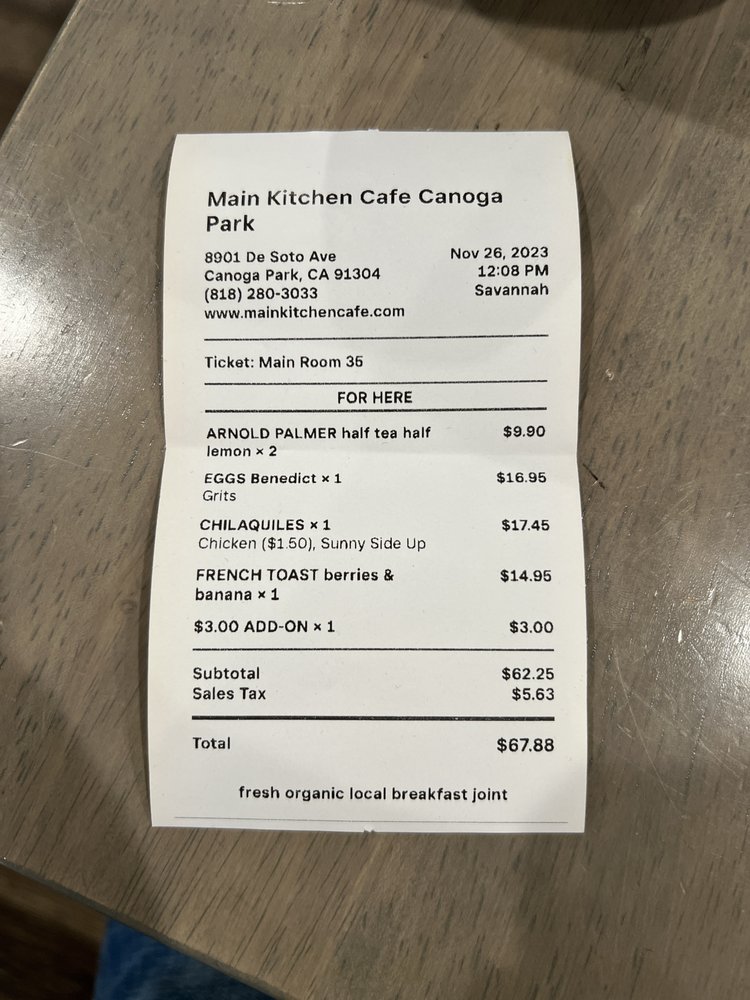 Main Kitchen Cafe Canoga
Park
8901 De Soto Ave
Canoga Park, CA 91304
(818) 280-3033
www.mainkitchencafe.com
Nov 26, 2023
12:08 PM
Savannah
Ticket: Main Room 35
FOR HERE
ARNOLD PALMER half tea half $9.90
lemon × 2
EGGS Benedict × 1 $16.95
Grits
CHILAQUILES × 1 $17.45
Chicken ($1.50), Sunny Side Up
FRENCH TOAST berries & $14.95
banana × 1
$3.00 ADD-ON × 1 $3.00
Subtotal $62.25
Sales Tax $5.63
Total $67.88
fresh organic local breakfast joint